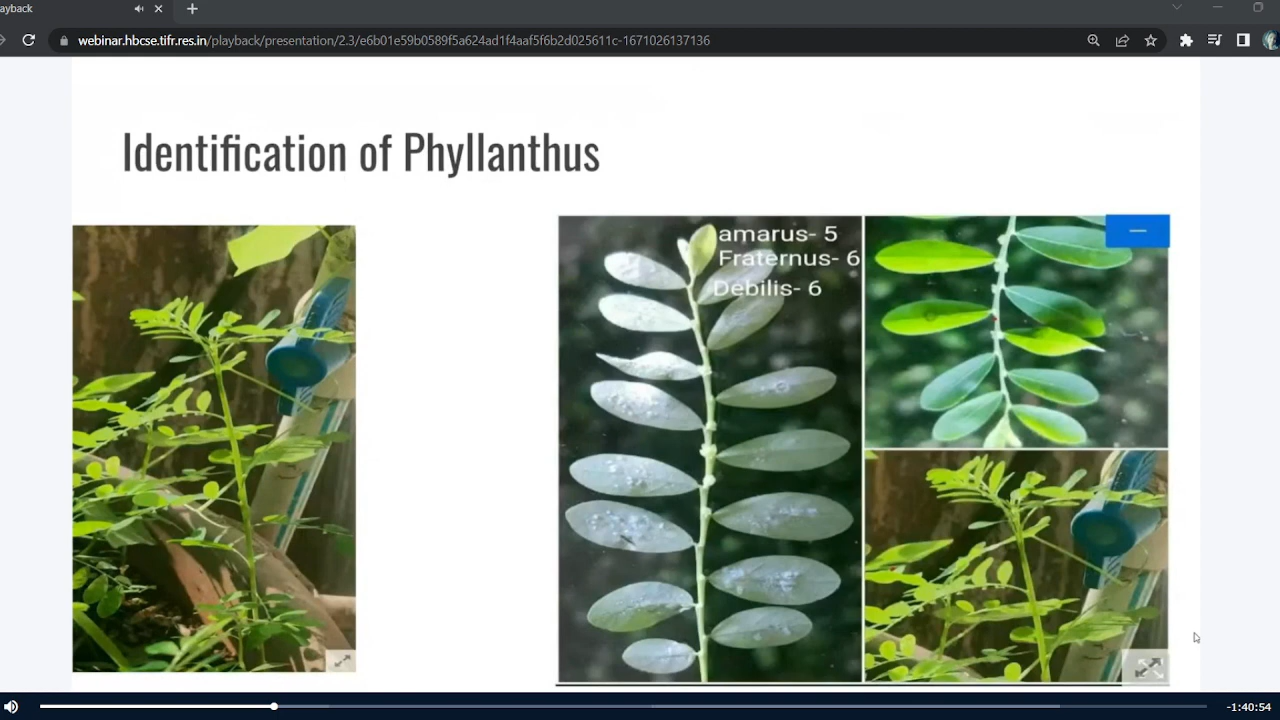 ayback
webinar.hbcse.tifr.res.in/playback/presentation/2.3/e6b01e59b0589f5a624ad1f4aaf5f6b2d025611c-1671026137136
Identification of Phyllanthus
amarus- 5
Fraternus- 6
Debilis- 6
-1:40:54